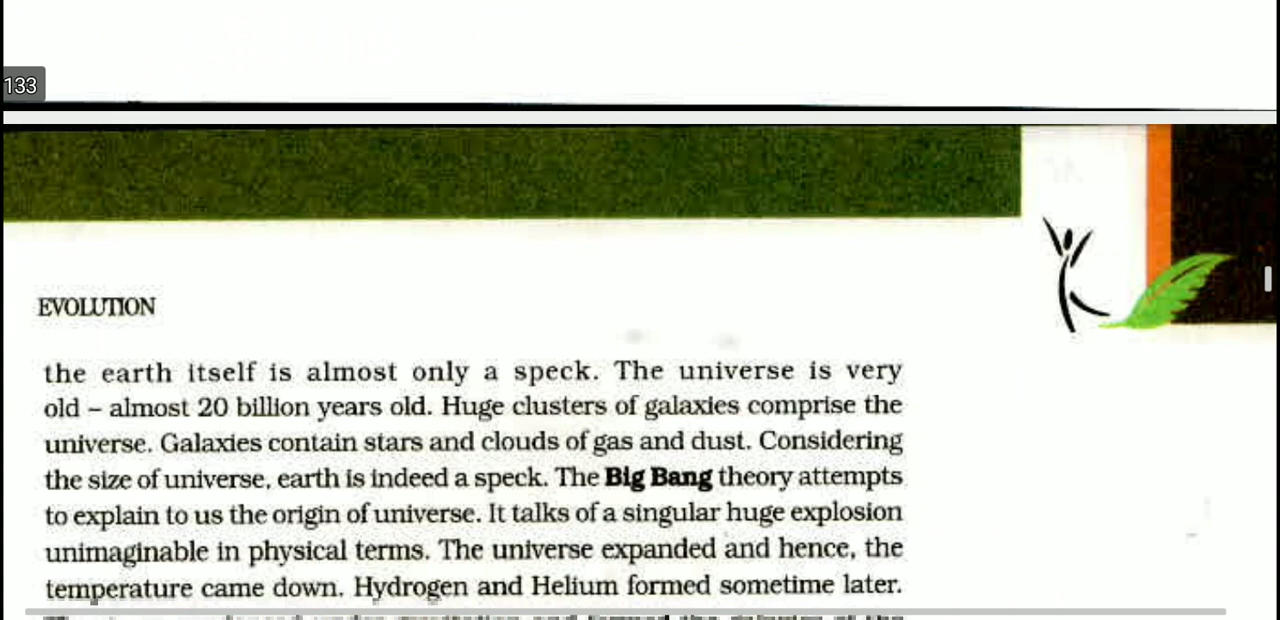 133
EVOLUTION
the earth itself is almost only a speck. The universe is very
old – almost 20 billion years old. Huge clusters of galaxies comprise the
universe. Galaxies contain stars and clouds of gas and dust. Considering
the size of universe, earth is indeed a speck. The Big Bang theory attempts
to explain to us the origin of universe. It talks of a singular huge explosion
unimaginable in physical terms. The universe expanded and hence, the
temperature came down. Hydrogen and Helium formed sometime later.